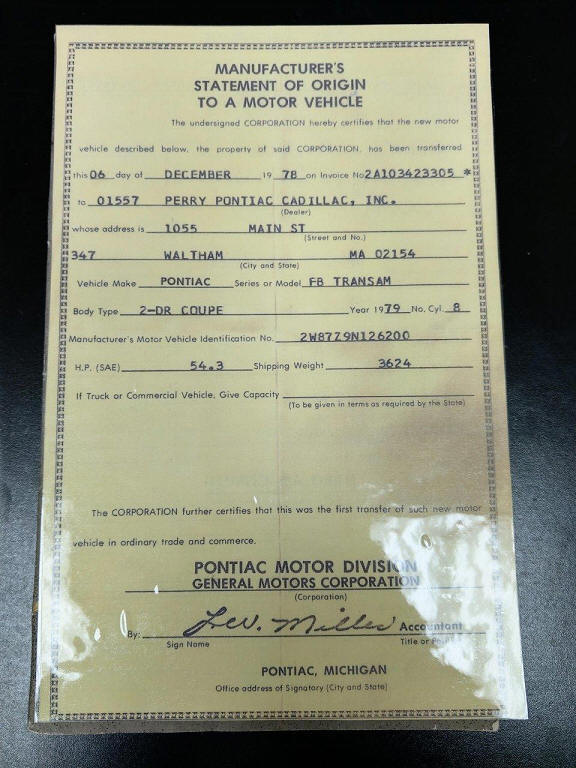 MANUFACTURER'S
STATEMENT OF ORIGIN
TO A MOTOR VEHICLE
The undersigned CORPORATION hereby certifies that the new motor
vehicle described below, the property of said CORPORATION, has been transferred
this 06 day of DECEMBER 19 78 on Invoice No 2A103423305 *
to 01557 PERRY PONTIAC CADILLAC, INC.
(Dealer)
whose address is 1055 MAIN ST
(Street and No.)
347 WALTHAM MA 02154
(City and State)
Vehicle Make PONTIAC Series or Model FB TRANSAM
Body Type 2-DR COUPE Year 1979 No. Cyl. 8
Manufacturer's Motor Vehicle Identification No. 2W87Z9N126200
H.P. (SAE) 54.3 Shipping Weight 3624
If Truck or Commercial Vehicle, Give Capacity
(To be given in terms as required by the State)
The CORPORATION further certifies that this was the first transfer of such new motor
vehicle in ordinary trade and commerce.
PONTIAC MOTOR DIVISION
GENERAL MOTORS CORPORATION
(Corporation)
By: Miller Accountant
Sign Name Title or
PONTIAC, MICHIGAN
Office address of Signatory (City and State)